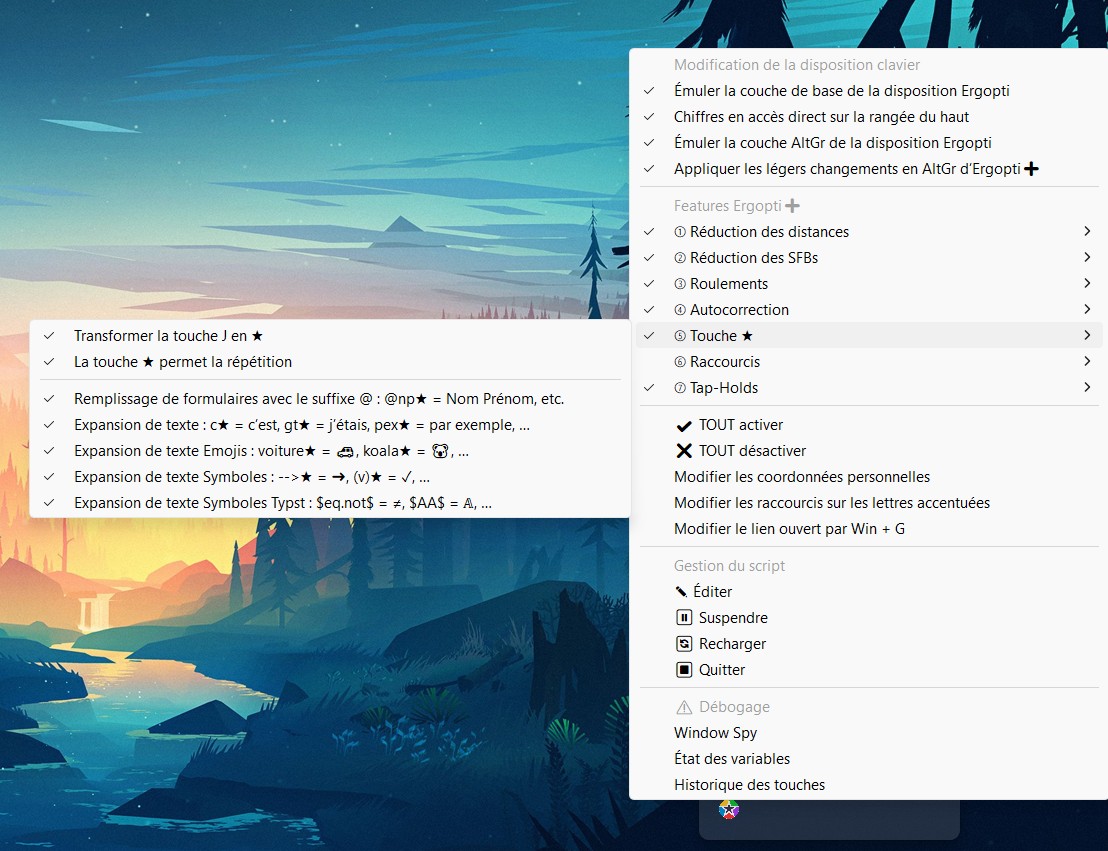 Modification de la disposition clavier
✓ Émuler la couche de base de la disposition Ergopti
✓ Chiffres en accès direct sur la rangée du haut
✓ Émuler la couche AltGr de la disposition Ergopti
✓ Appliquer les légers changements en AltGr d’Ergopti ➕
Features Ergopti ➕
✓ ① Réduction des distances
✓ ② Réduction des SFBs
✓ ③ Roulements
✓ ④ Autocorrection
✓ ⑤ Touche ★
⑥ Raccourcis
✓ ⑦ Tap-Holds
✔ TOUT activer
❌ TOUT désactiver
Modifier les coordonnées personnelles
Modifier les raccourcis sur les lettres accentuées
Modifier le lien ouvert par Win + G
Gestion du script
✎ Éditer
⏸ Suspendre
🔄 Recharger
⏹ Quitter
⚠ Débogage
Window Spy
État des variables
Historique des touches
✓ Transformer la touche J en ★
✓ La touche ★ permet la répétition
✓ Remplissage de formulaires avec le suffixe @ : @np★ = Nom Prénom, etc.
✓ Expansion de texte : c★ = c’est, gt★ = j’étais, pex★ = par exemple, …
✓ Expansion de texte Emojis : voiture★ = 🚗, koala★ = 🐨, …
✓ Expansion de texte Symboles : -->★ = ➜, (v)★ = ✓, …
✓ Expansion de texte Symboles Typst : $eq.not$ = ≠, $AA$ = 𝔸, …